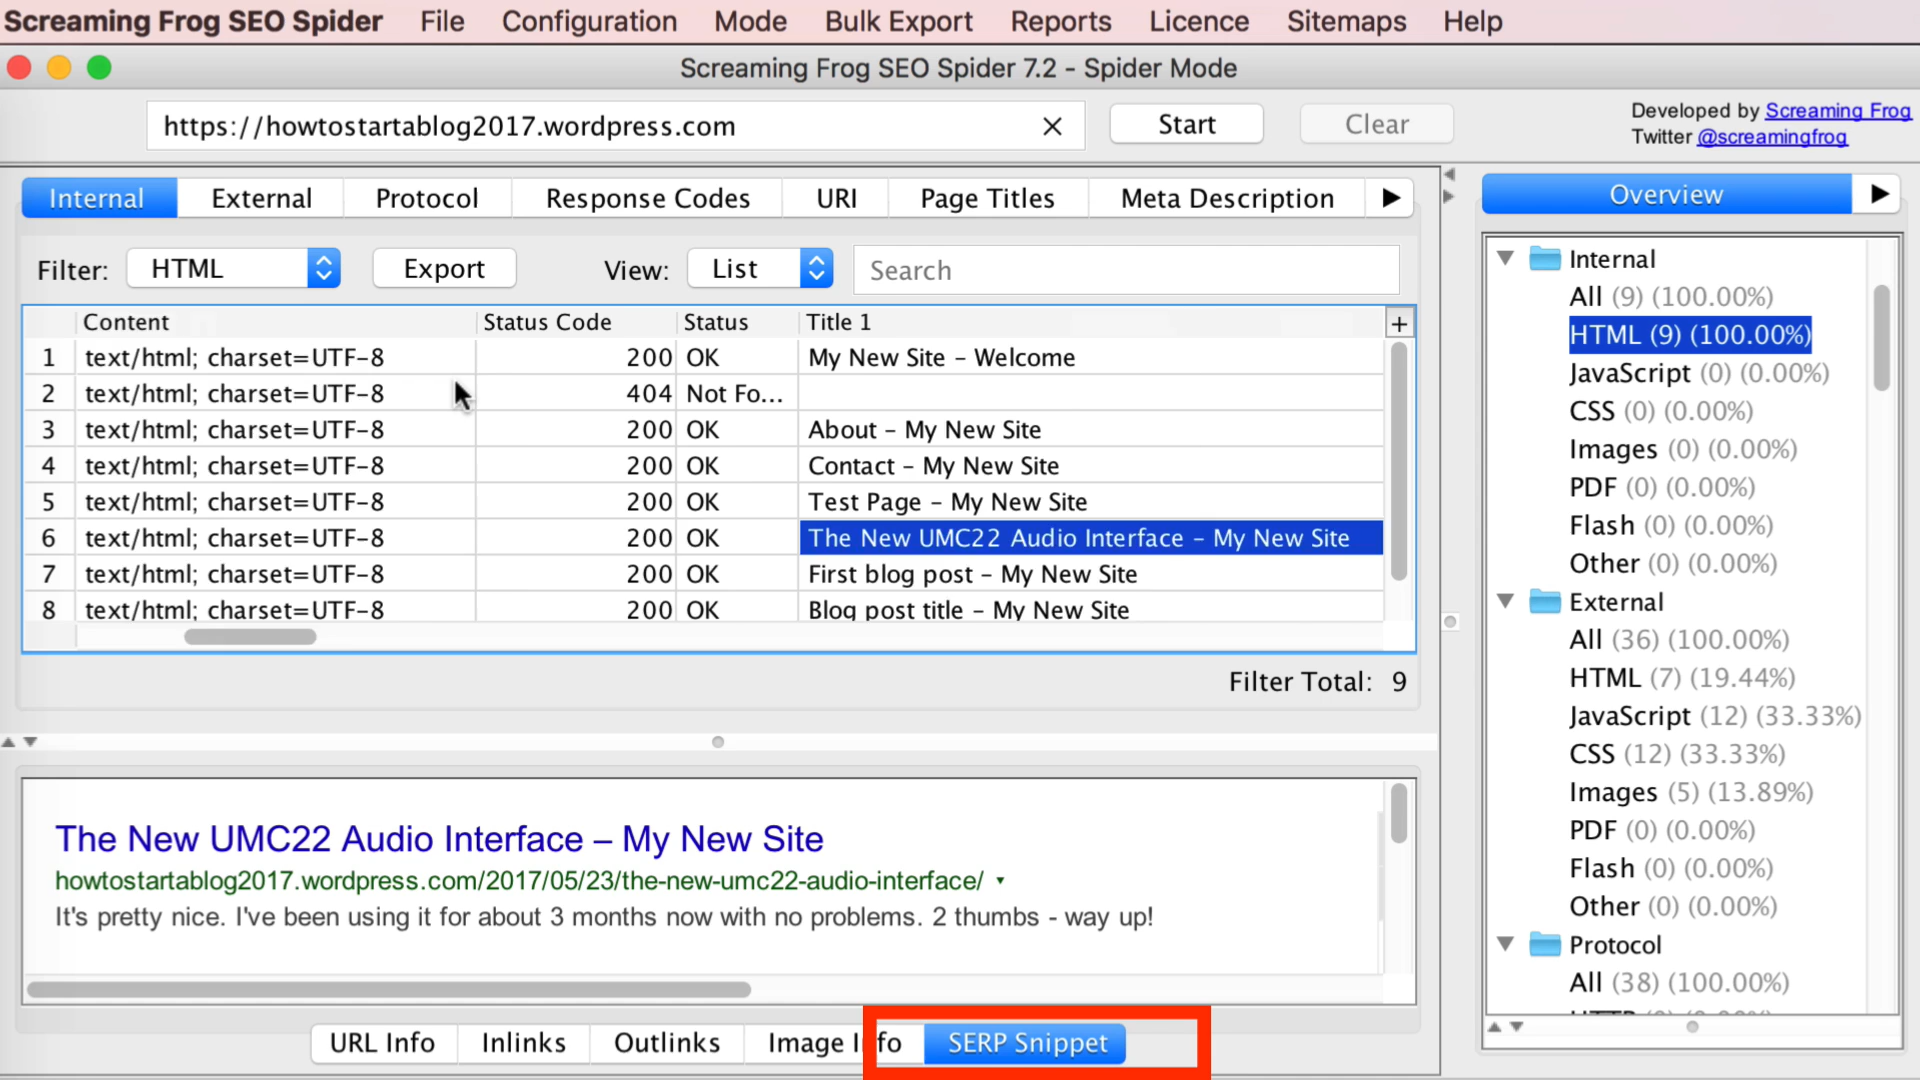 Screaming Frog SEO Spider File Configuration Mode Bulk Export Reports Licence Sitemaps Help
Screaming Frog SEO Spider 7.2 - Spider Mode
https://howtostartablog2017.wordpress.com × Start Clear
Developed by Screaming Frog
Twitter @screamingfrog
Internal External Protocol Response Codes URI Page Titles Meta Description
Filter: HTML Export View: List Search
Content Status Code Status Title 1 +
1 text/html; charset=UTF-8 200 OK My New Site – Welcome
2 text/html; charset=UTF-8 404 Not Fo...
3 text/html; charset=UTF-8 200 OK About – My New Site
4 text/html; charset=UTF-8 200 OK Contact – My New Site
5 text/html; charset=UTF-8 200 OK Test Page – My New Site
6 text/html; charset=UTF-8 200 OK The New UMC22 Audio Interface – My New Site
7 text/html; charset=UTF-8 200 OK First blog post – My New Site
8 text/html; charset=UTF-8 200 OK Blog post title – My New Site
Filter Total: 9
The New UMC22 Audio Interface – My New Site
howtostartablog2017.wordpress.com/2017/05/23/the-new-umc22-audio-interface/
It's pretty nice. I've been using it for about 3 months now with no problems. 2 thumbs - way up!
URL Info Inlinks Outlinks Image Info SERP Snippet
Overview
Internal
All (9) (100.00%)
HTML (9) (100.00%)
JavaScript (0) (0.00%)
CSS (0) (0.00%)
Images (0) (0.00%)
PDF (0) (0.00%)
Flash (0) (0.00%)
Other (0) (0.00%)
External
All (36) (100.00%)
HTML (7) (19.44%)
JavaScript (12) (33.33%)
CSS (12) (33.33%)
Images (5) (13.89%)
PDF (0) (0.00%)
Flash (0) (0.00%)
Other (0) (0.00%)
Protocol
All (38) (100.00%)